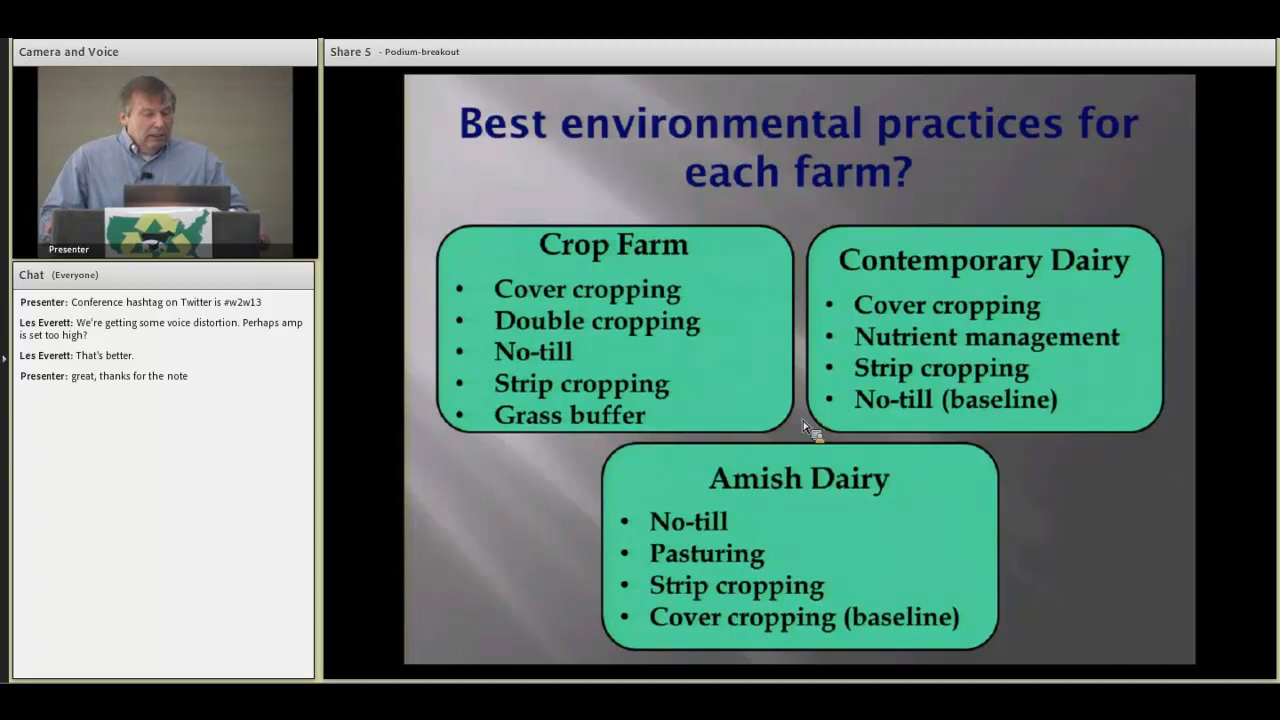 Camera and Voice
Presenter
Chat (Everyone)
Presenter: Conference hashtag on Twitter is #w2w13
Les Everett: We're getting some voice distortion. Perhaps amp
is set too high?
Les Everett: That's better.
Presenter: great, thanks for the note
Share 5 - Podium-breakout
Best environmental practices for
each farm?
Crop Farm
• Cover cropping
• Double cropping
• No-till
• Strip cropping
• Grass buffer
Contemporary Dairy
• Cover cropping
• Nutrient management
• Strip cropping
• No-till (baseline)
Amish Dairy
• No-till
• Pasturing
• Strip cropping
• Cover cropping (baseline)